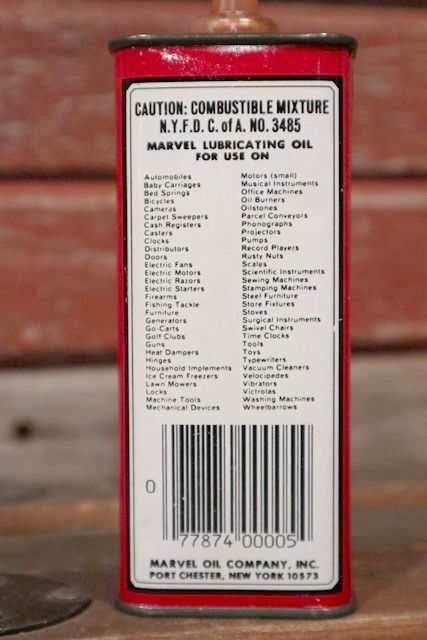 CAUTION: COMBUSTIBLE MIXTURE
N.Y.F.D. C. of A. NO. 3485
MARVEL LUBRICATING OIL
FOR USE ON
Automobiles
Baby Carriages
Bed Springs
Bicycles
Cameras
Carpet Sweepers
Cash Registers
Casters
Clocks
Distributors
Doors
Electric Fans
Electric Motors
Electric Razors
Electric Starters
Firearms
Fishing Tackle
Furniture
Generators
Go-Carts
Golf Clubs
Guns
Heat Dampers
Hinges
Household Implements
Ice Cream Freezers
Lawn Mowers
Locks
Machine Tools
Mechanical Devices
Motors (small)
Musical Instruments
Office Machines
Oil Burners
Oilstones
Parcel Conveyors
Phonographs
Projectors
Pumps
Record Players
Rusty Nuts
Scales
Scientific Instruments
Sewing Machines
Stamping Machines
Steel Furniture
Store Fixtures
Stoves
Surgical Instruments
Swivel Chairs
Time Clocks
Tools
Toys
Typewriters
Vacuum Cleaners
Velocipedes
Vibrators
Victrolas
Washing Machines
Wheelbarrows
0 77874 00005
MARVEL OIL COMPANY, INC.
PORT CHESTER, NEW YORK 10573